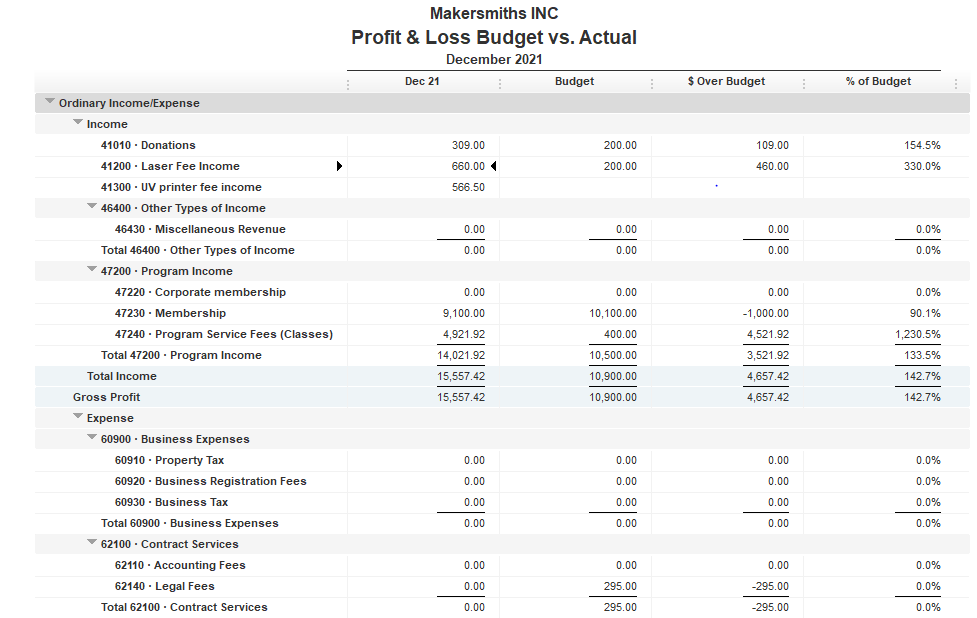 Makersmiths INC
Profit & Loss Budget vs. Actual
December 2021
Dec 21 Budget $ Over Budget % of Budget
Ordinary Income/Expense
Income
41010 · Donations 309.00 200.00 109.00 154.5%
41200 · Laser Fee Income 660.00 200.00 460.00 330.0%
41300 · UV printer fee income 566.50
46400 · Other Types of Income
46430 · Miscellaneous Revenue 0.00 0.00 0.00 0.0%
Total 46400 · Other Types of Income 0.00 0.00 0.00 0.0%
47200 · Program Income
47220 · Corporate membership 0.00 0.00 0.00 0.0%
47230 · Membership 9,100.00 10,100.00 -1,000.00 90.1%
47240 · Program Service Fees (Classes) 4,921.92 400.00 4,521.92 1,230.5%
Total 47200 · Program Income 14,021.92 10,500.00 3,521.92 133.5%
Total Income 15,557.42 10,900.00 4,657.42 142.7%
Gross Profit 15,557.42 10,900.00 4,657.42 142.7%
Expense
60900 · Business Expenses
60910 · Property Tax 0.00 0.00 0.00 0.0%
60920 · Business Registration Fees 0.00 0.00 0.00 0.0%
60930 · Business Tax 0.00 0.00 0.00 0.0%
Total 60900 · Business Expenses 0.00 0.00 0.00 0.0%
62100 · Contract Services
62110 · Accounting Fees 0.00 0.00 0.00 0.0%
62140 · Legal Fees 0.00 295.00 -295.00 0.0%
Total 62100 · Contract Services 0.00 295.00 -295.00 0.0%